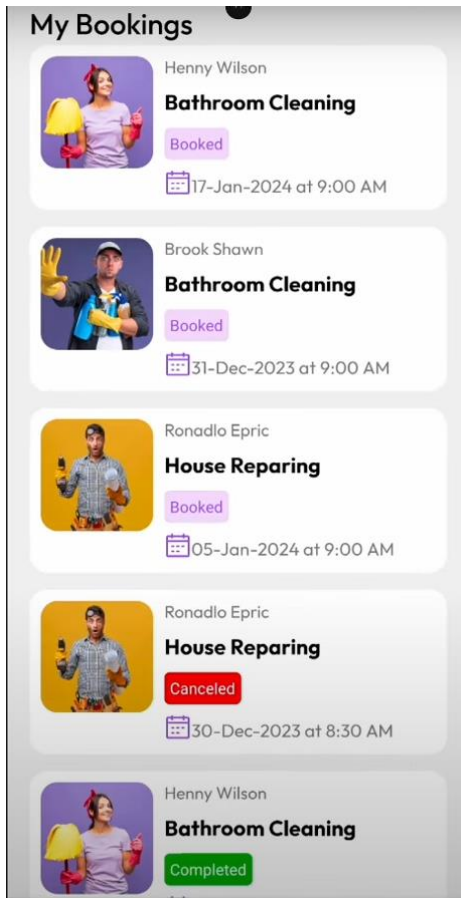 My Bookings
Henny Wilson
Bathroom Cleaning
Booked
17-Jan-2024 at 9:00 AM
Brook Shawn
Bathroom Cleaning
Booked
31-Dec-2023 at 9:00 AM
Ronadlo Epric
House Reparing
Booked
05-Jan-2024 at 9:00 AM
Ronadlo Epric
House Reparing
Canceled
30-Dec-2023 at 8:30 AM
Henny Wilson
Bathroom Cleaning
Completed